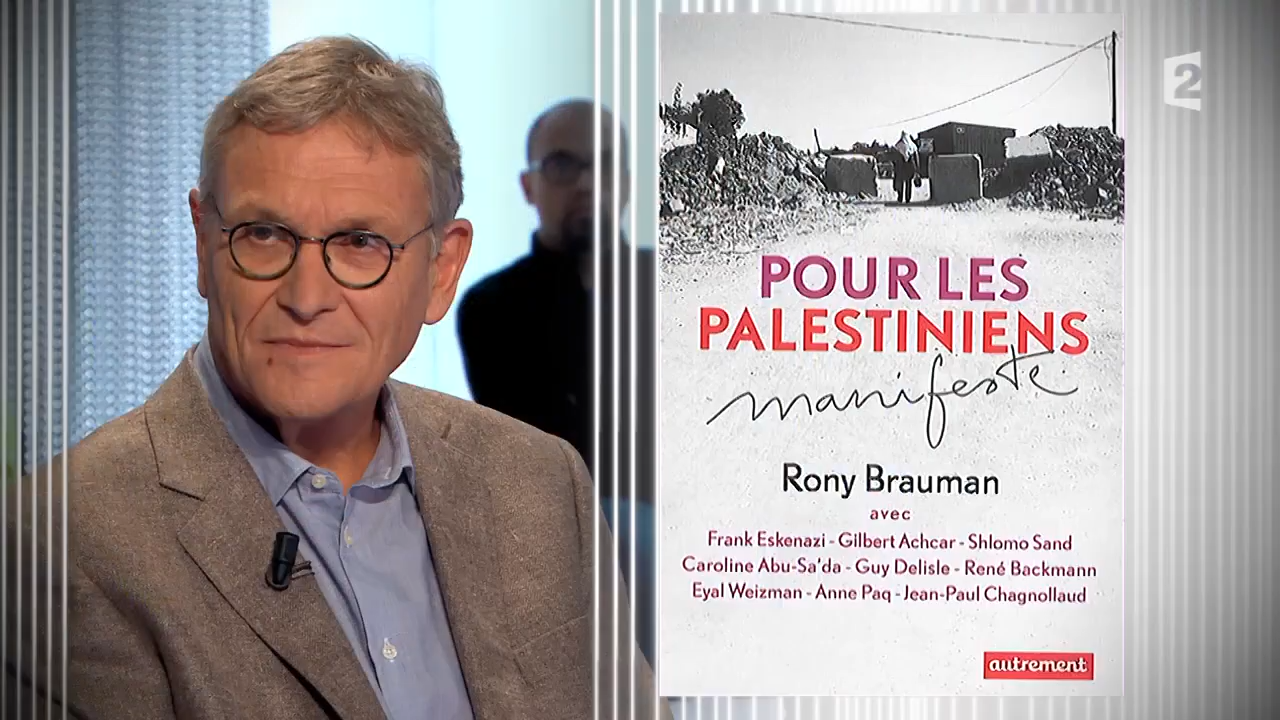 2
POUR LES
PALESTINIENS
manifeste
Rony Brauman
avec
Frank Eskenazi - Gilbert Achcar - Shlomo Sand
Caroline Abu-Sa'da - Guy Delisle - René Backmann
Eyal Weizman - Anne Paq - Jean-Paul Chagnollaud
autrement